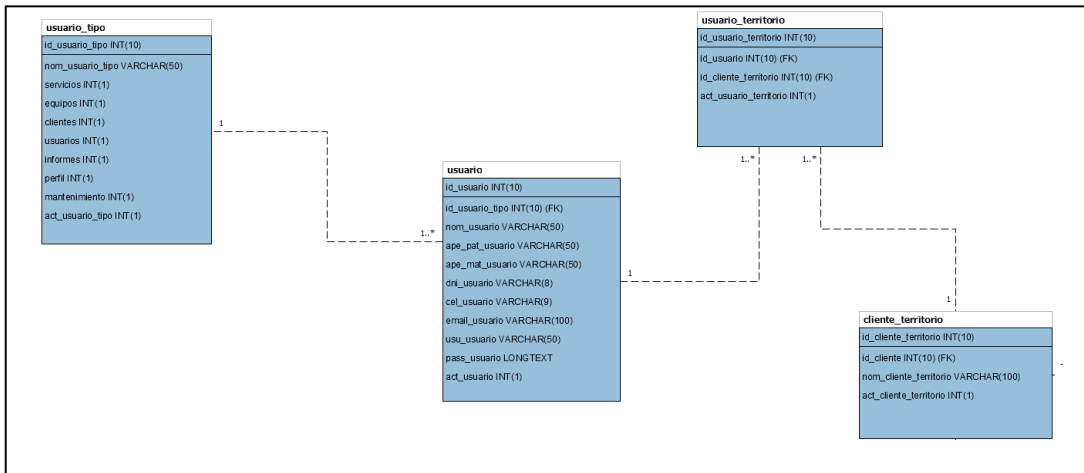 usuario_tipo
id_usuario_tipo INT(10)
nom_usuario_tipo VARCHAR(50)
servicios INT(1)
equipos INT(1)
clientes INT(1)
usuarios INT(1)
informes INT(1)
perfil INT(1)
mantenimiento INT(1)
act_usuario_tipo INT(1)
1
1..*
usuario
id_usuario INT(10)
id_usuario_tipo INT(10) (FK)
nom_usuario VARCHAR(50)
ape_pat_usuario VARCHAR(50)
ape_mat_usuario VARCHAR(50)
dni_usuario VARCHAR(8)
cel_usuario VARCHAR(9)
email_usuario VARCHAR(100)
usu_usuario VARCHAR(50)
pass_usuario LONGTEXT
act_usuario INT(1)
1
usuario_territorio
id_usuario_territorio INT(10)
id_usuario INT(10) (FK)
id_cliente_territorio INT(10) (FK)
act_usuario_territorio INT(1)
1..*
1..*
1
cliente_territorio
id_cliente_territorio INT(10)
id_cliente INT(10) (FK)
nom_cliente_territorio VARCHAR(100)
act_cliente_territorio INT(1)